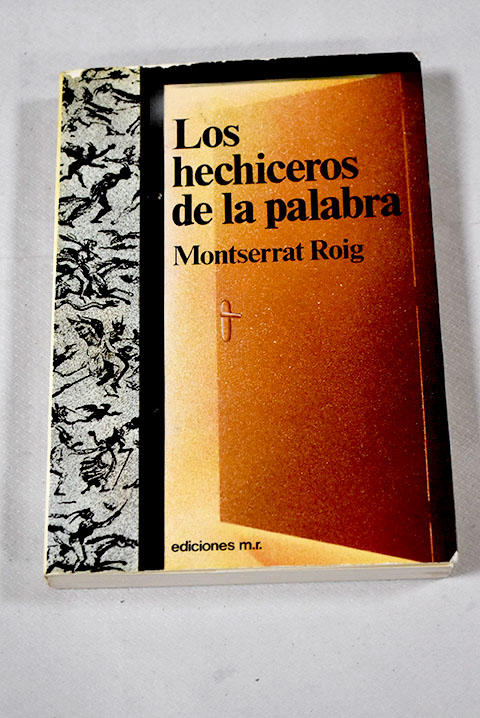 Los
hechiceros
de la palabra
Montserrat Roig
ediciones m.r.